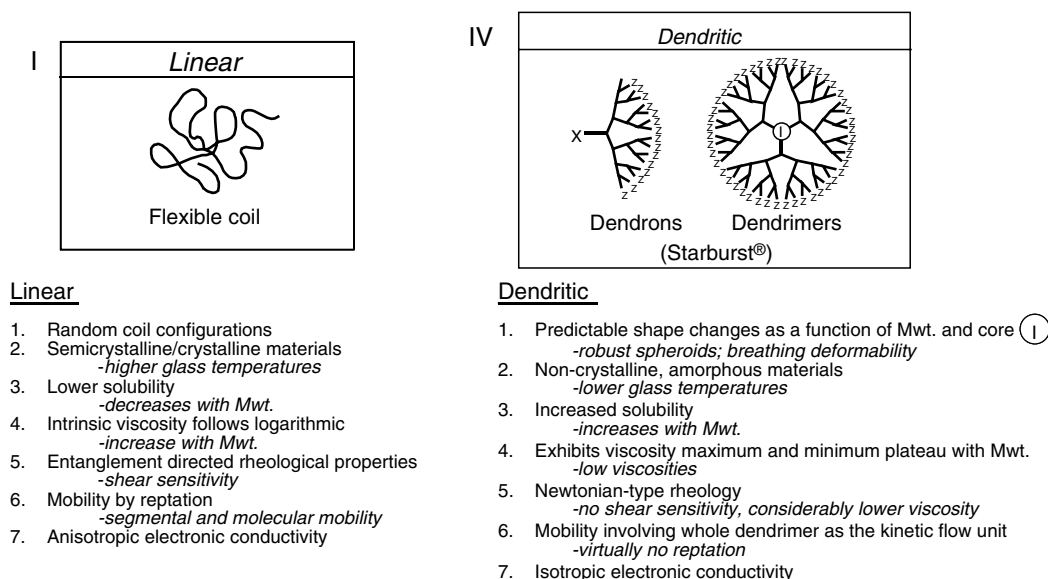 I
Linear
Flexible coil
IV
Dendritic
X
z
I
Dendrons Dendrimers
(Starburst®)
Linear
1. Random coil configurations
2. Semicrystalline/crystalline materials
-higher glass temperatures
3. Lower solubility
-decreases with Mwt.
4. Intrinsic viscosity follows logarithmic
-increase with Mwt.
5. Entanglement directed rheological properties
-shear sensitivity
6. Mobility by reptation
-segmental and molecular mobility
7. Anisotropic electronic conductivity
Dendritic
1. Predictable shape changes as a function of Mwt. and core I
-robust spheroids; breathing deformability
2. Non-crystalline, amorphous materials
-lower glass temperatures
3. Increased solubility
-increases with Mwt.
4. Exhibits viscosity maximum and minimum plateau with Mwt.
-low viscosities
5. Newtonian-type rheology
-no shear sensitivity, considerably lower viscosity
6. Mobility involving whole dendrimer as the kinetic flow unit
-virtually no reptation
7. Isotropic electronic conductivity